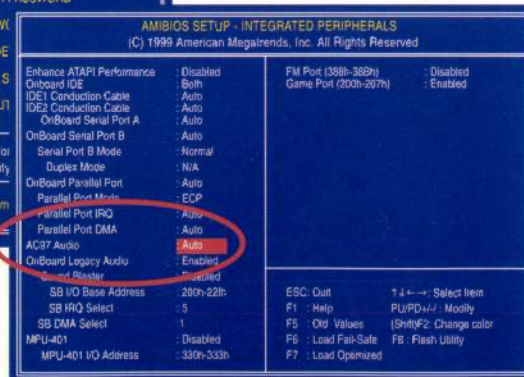 AMIBIOS SETUP - INTEGRATED PERIPHERALS
(C) 1999 American Megatrends, Inc. All Rights Reserved
Enhance ATAPI Performance : Disabled
Onboard IDE : Both
IDE1 Conduction Cable : Auto
IDE2 Conduction Cable : Auto
OnBoard Serial Port A : Auto
OnBoard Serial Port B : Auto
Serial Port B Mode : Normal
Duplex Mode : N/A
OnBoard Parallel Port : Auto
Parallel Port Mode : ECP
Parallel Port IRQ : Auto
Parallel Port DMA : Auto
AC97 Audio : Auto
OnBoard Legacy Audio : Enabled
Sound Blaster : Disabled
SB I/O Base Address : 200h-22fh
SB IRQ Select : 5
SB DMA Select : 1
MPU-401 : Disabled
MPU-401 I/O Address : 330h-333h
FM Port (388h-38Bh) : Disabled
Game Port (200h-207h) : Enabled
ESC: Quit ↑↓←→: Select Item
F1 : Help PU/PD+/-/ : Modify
F5 : Old Values (Shift)F2: Change color
F6 : Load Fail-Safe F8 : Flash Utility
F7 : Load Optimized